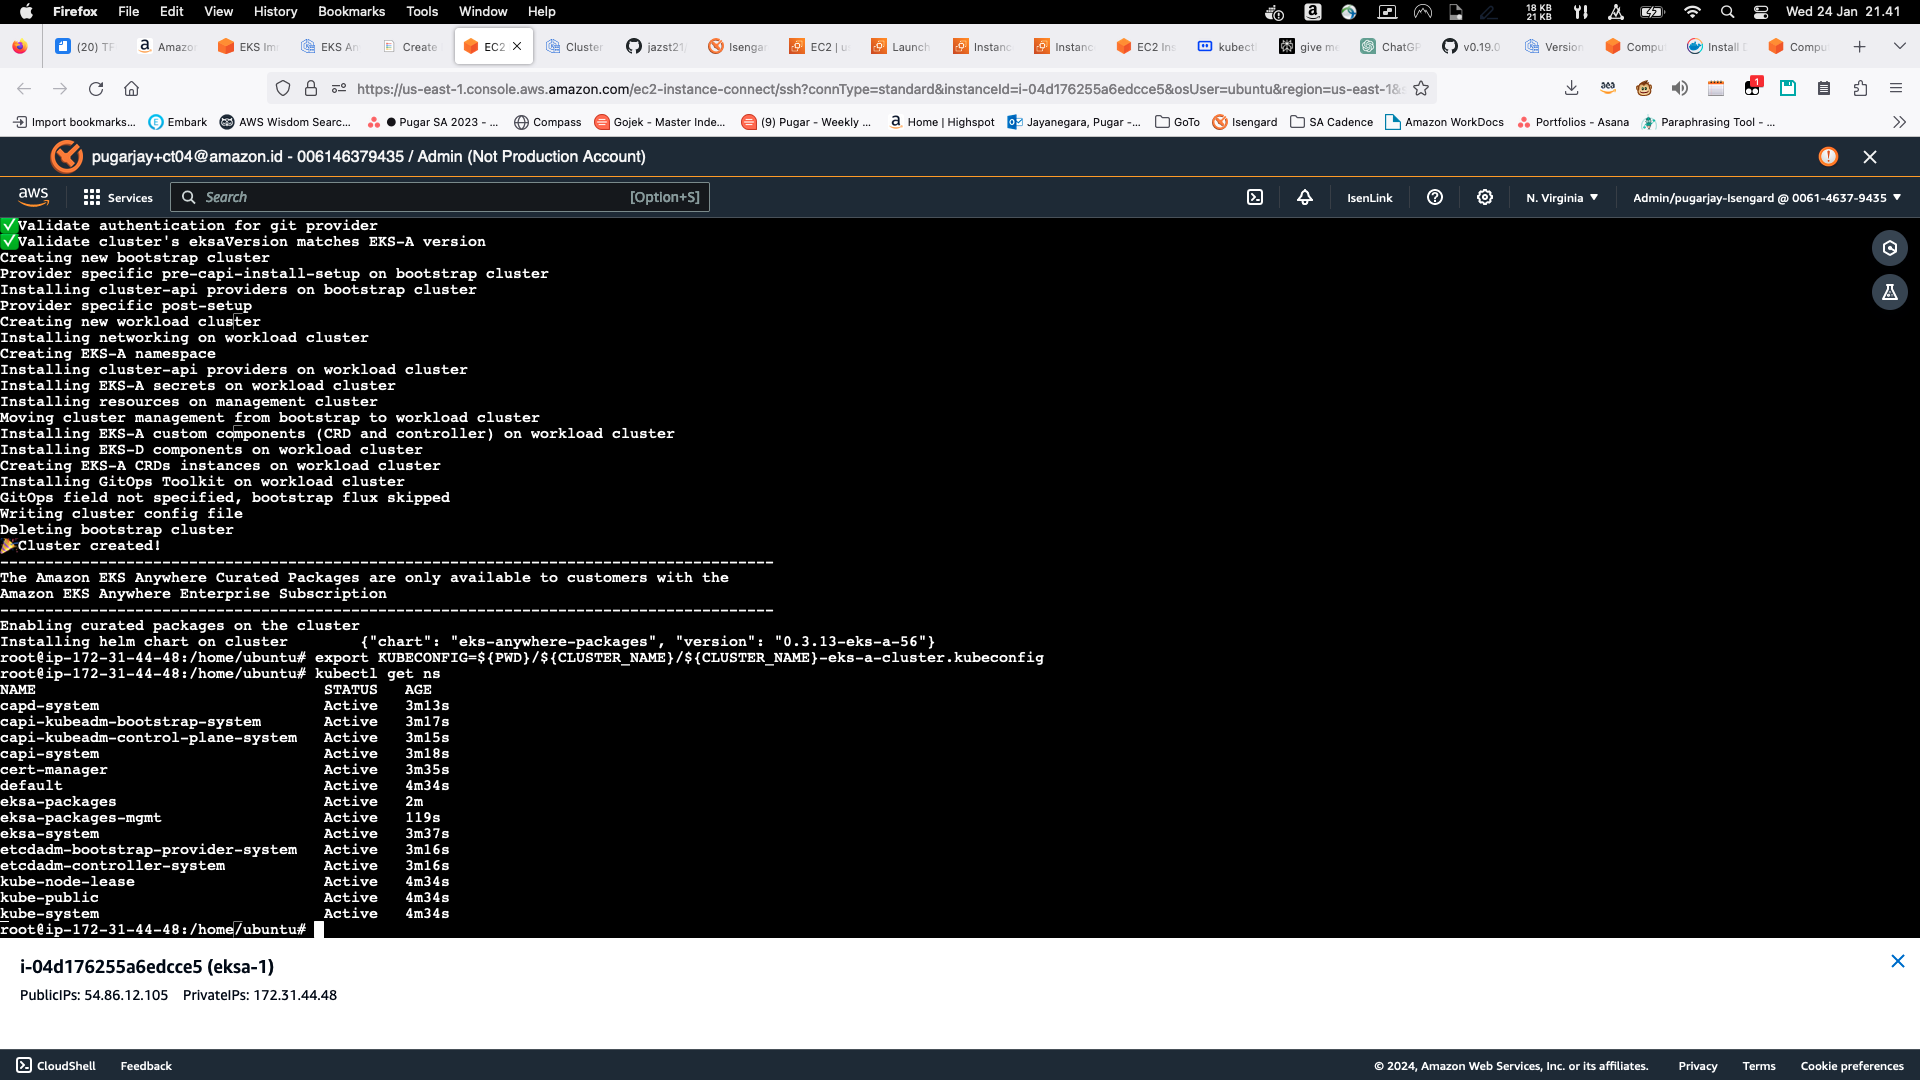 Firefox File Edit View History Bookmarks Tools Window Help 18 KB 21 KB Wed 24 Jan 21.41
(20) TF Amazo EKS Im EKS An Create EC2 Cluster jazst21 Isengar EC2 | us Launch Instanc Instanc EC2 Ins kubectl give me ChatGP v0.19.0 Version Compu Install D Compu
https://us-east-1.console.aws.amazon.com/ec2-instance-connect/ssh?connType=standard&instanceId=i-04d176255a6edcce5&osUser=ubuntu&region=us-east-1&
Import bookmarks... Embark AWS Wisdom Searc... ● Pugar SA 2023 - ... Compass Gojek - Master Inde... (9) Pugar - Weekly ... Home | Highspot Jayanegara, Pugar -... GoTo Isengard SA Cadence Amazon WorkDocs Portfolios - Asana Paraphrasing Tool - ...
pugarjay+ct04@amazon.id - 006146379435 / Admin (Not Production Account)
aws Services Search [Option+S] IsenLink N. Virginia Admin/pugarjay-Isengard @ 0061-4637-9435
✅Validate authentication for git provider
✅Validate cluster's eksaVersion matches EKS-A version
Creating new bootstrap cluster
Provider specific pre-capi-install-setup on bootstrap cluster
Installing cluster-api providers on bootstrap cluster
Provider specific post-setup
Creating new workload cluster
Installing networking on workload cluster
Creating EKS-A namespace
Installing cluster-api providers on workload cluster
Installing EKS-A secrets on workload cluster
Installing resources on management cluster
Moving cluster management from bootstrap to workload cluster
Installing EKS-A custom components (CRD and controller) on workload cluster
Installing EKS-D components on workload cluster
Creating EKS-A CRDs instances on workload cluster
Installing GitOps Toolkit on workload cluster
GitOps field not specified, bootstrap flux skipped
Writing cluster config file
Deleting bootstrap cluster
🎉Cluster created!
--------------------------------------------------------------------------------------
The Amazon EKS Anywhere Curated Packages are only available to customers with the
Amazon EKS Anywhere Enterprise Subscription
--------------------------------------------------------------------------------------
Enabling curated packages on the cluster
Installing helm chart on cluster        {"chart": "eks-anywhere-packages", "version": "0.3.13-eks-a-56"}
root@ip-172-31-44-48:/home/ubuntu# export KUBECONFIG=${PWD}/${CLUSTER_NAME}/${CLUSTER_NAME}-eks-a-cluster.kubeconfig
root@ip-172-31-44-48:/home/ubuntu# kubectl get ns
NAME                                STATUS   AGE
capd-system                         Active   3m13s
capi-kubeadm-bootstrap-system       Active   3m17s
capi-kubeadm-control-plane-system   Active   3m15s
capi-system                         Active   3m18s
cert-manager                        Active   3m35s
default                             Active   4m34s
eksa-packages                       Active   2m
eksa-packages-mgmt                  Active   119s
eksa-system                         Active   3m37s
etcdadm-bootstrap-provider-system   Active   3m16s
etcdadm-controller-system           Active   3m16s
kube-node-lease                     Active   4m34s
kube-public                         Active   4m34s
kube-system                         Active   4m34s
root@ip-172-31-44-48:/home/ubuntu#
i-04d176255a6edcce5 (eksa-1)
PublicIPs: 54.86.12.105 PrivateIPs: 172.31.44.48
CloudShell Feedback © 2024, Amazon Web Services, Inc. or its affiliates. Privacy Terms Cookie preferences